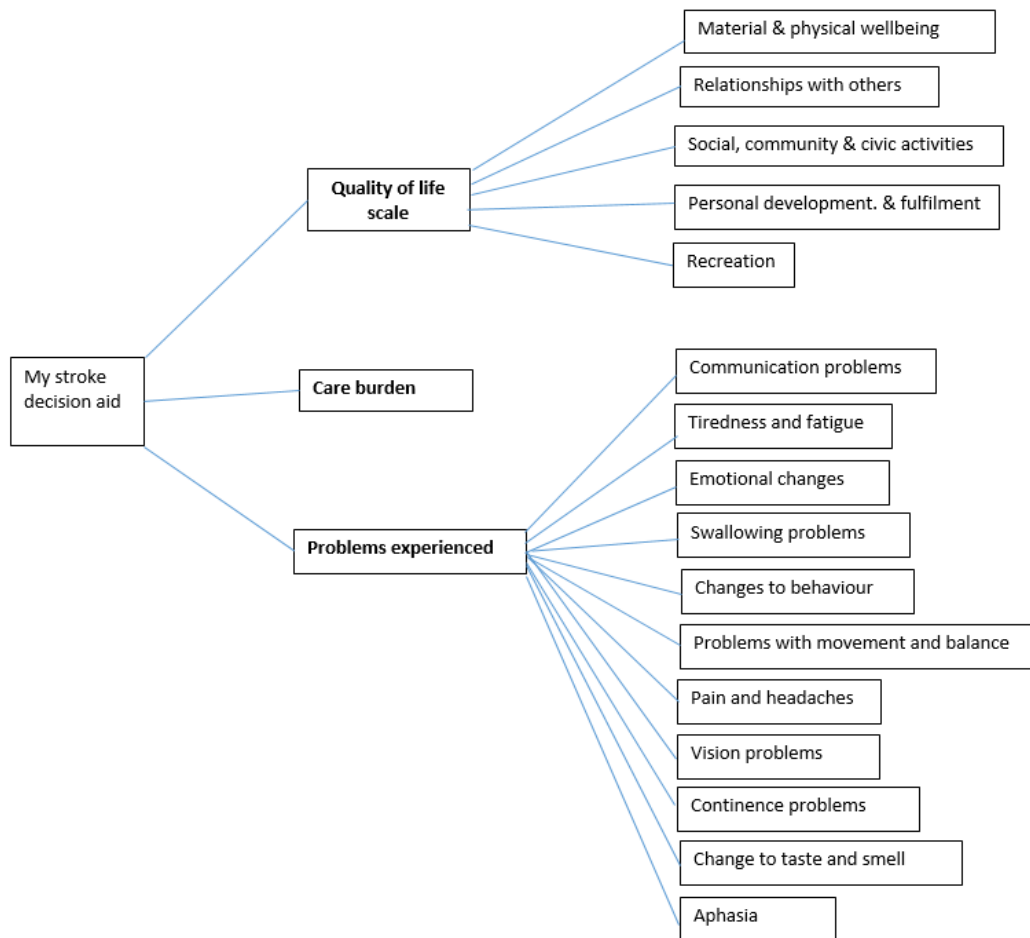 My stroke
decision aid
Quality of life
scale
Material & physical wellbeing
Relationships with others
Social, community & civic activities
Personal development. & fulfilment
Recreation
Care burden
Problems experienced
Communication problems
Tiredness and fatigue
Emotional changes
Swallowing problems
Changes to behaviour
Problems with movement and balance
Pain and headaches
Vision problems
Continence problems
Change to taste and smell
Aphasia